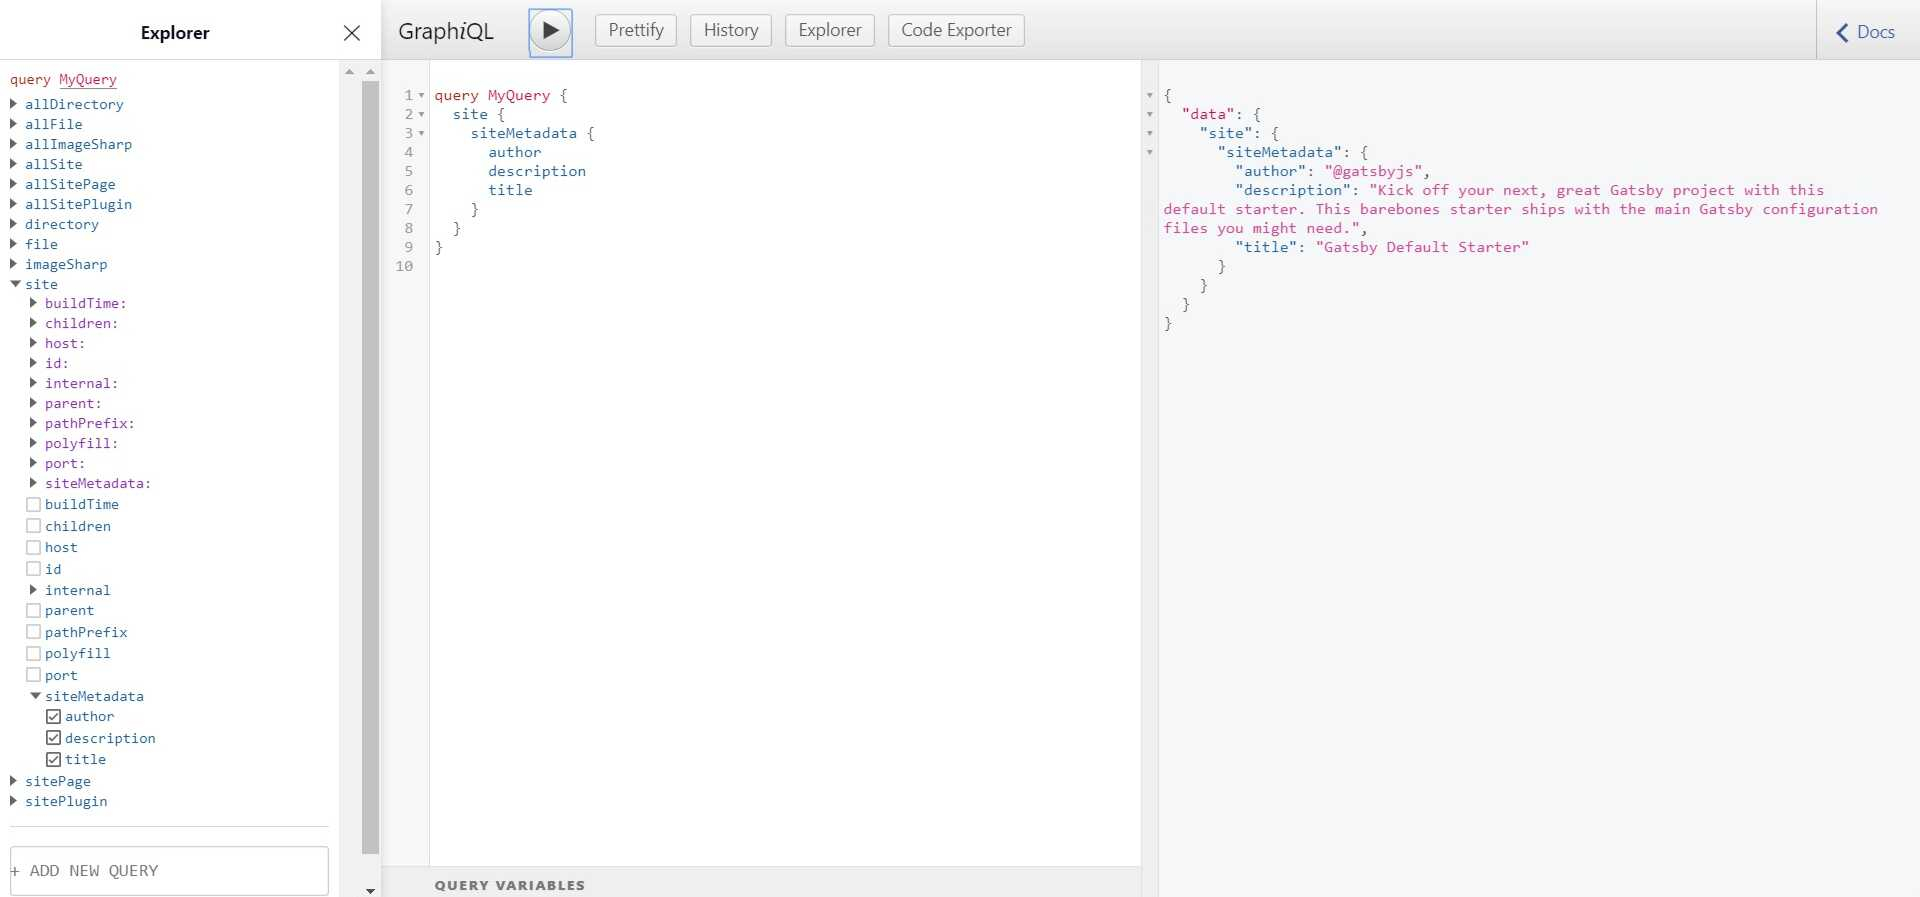 Explorer
GraphiQL
Prettify
History
Explorer
Code Exporter
Docs
query MyQuery
allDirectory
allFile
allImageSharp
allSite
allSitePage
allSitePlugin
directory
file
imageSharp
site
buildTime:
children:
host:
id:
internal:
parent:
pathPrefix:
polyfill:
port:
siteMetadata:
buildTime
children
host
id
internal
parent
pathPrefix
polyfill
port
siteMetadata
author
description
title
sitePage
sitePlugin
+ ADD NEW QUERY
1 query MyQuery {
2 site {
3 siteMetadata {
4 author
5 description
6 title
7 }
8 }
9 }
10
QUERY VARIABLES
{
"data": {
"site": {
"siteMetadata": {
"author": "@gatsbyjs",
"description": "Kick off your next, great Gatsby project with this
default starter. This barebones starter ships with the main Gatsby configuration
files you might need.",
"title": "Gatsby Default Starter"
}
}
}
}